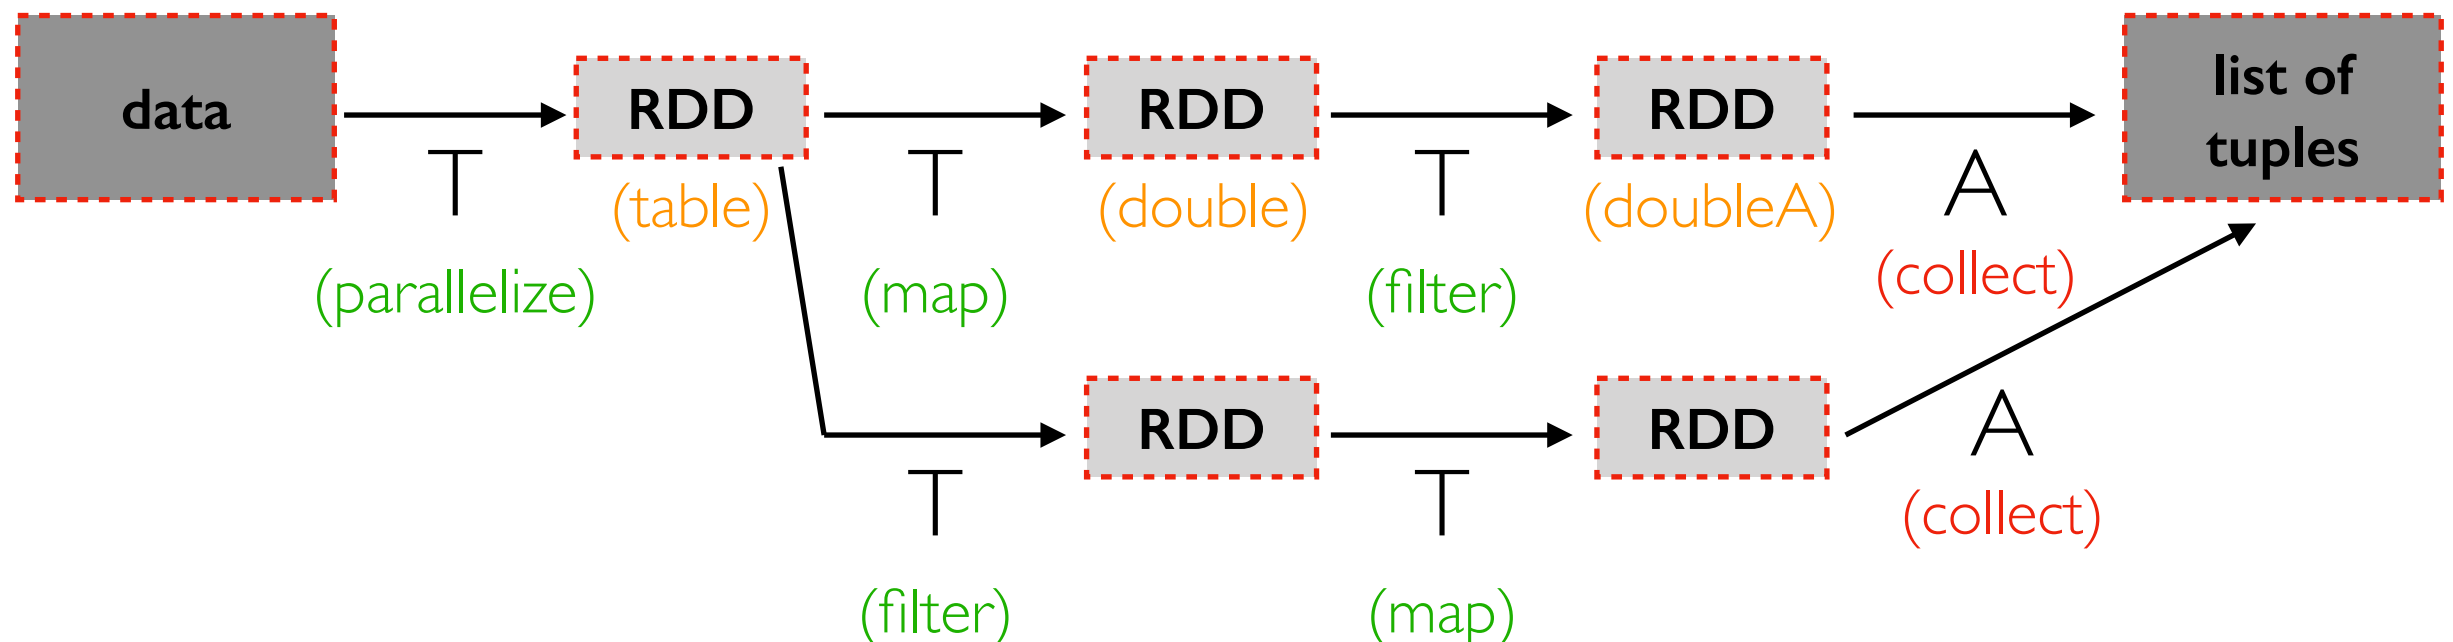 data
RDD
RDD
RDD
list of
tuples
T
T
T
A
(table)
(double)
(doubleA)
(parallelize)
(map)
(filter)
(collect)
RDD
RDD
A
T
T
(collect)
(filter)
(map)